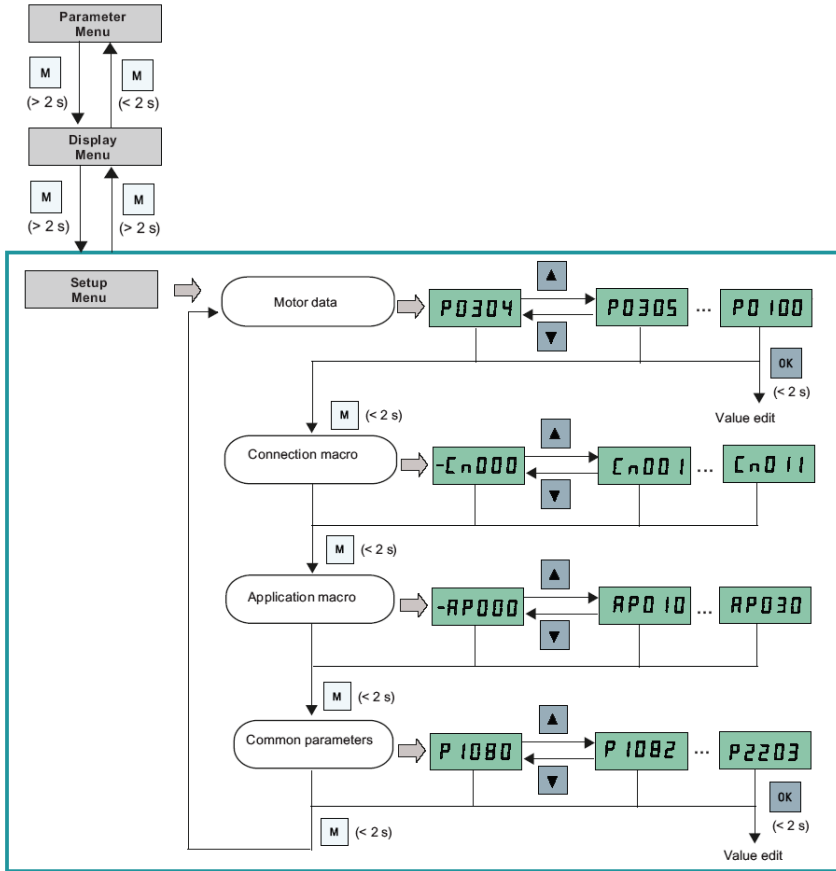 Parameter
Menu
M
M
(> 2 s)
(< 2 s)
Display
Menu
M
M
(> 2 s)
(> 2 s)
Setup
Menu
Motor data
P0304
P0305
...
P0100
OK
(< 2 s)
Value edit
M (< 2 s)
Connection macro
-Cn000
Cn001
...
Cn011
M (< 2 s)
Application macro
-AP000
AP010
...
AP030
M (< 2 s)
Common parameters
P1080
P1082
...
P2203
OK
(< 2 s)
Value edit
M (< 2 s)